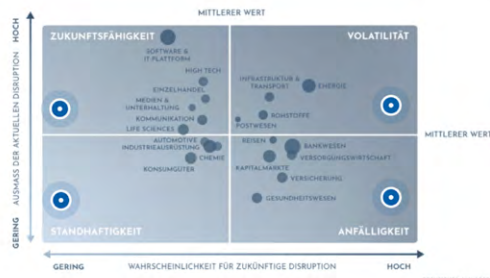 MITTLERER WERT
HOCH
ZUKUNFTSFÄHIGKEIT
VOLATILITÄT
SOFTWARE &
IT PLATTFORM
HIGH TECH
EINZELHANDEL
INFRASTRUKTUR &
TRANSPORT
ENERGIE
MEDIEN &
UNTERHALTUNG
KOMMUNIKATION
ROHSTOFFE
POSTWESEN
LIFE SCIENCES
MITTLERER WERT
AUTOMOTIVE
INDUSTRIEAUSRÜSTUNG
REISEN
BANKWESEN
CHEMIE
VERSORGUNGSWIRTSCHAFT
KONSUMGÜTER
KAPITALMÄRKTE
VERSICHERUNG
GESUNDHEITSWESEN
STANDHAFTIGKEIT
ANFÄLLIGKEIT
AUSMASS DER AKTUELLEN DISRUPTION
GERING
GERING
WAHRSCHEINLICHKEIT FÜR ZUKÜNFTIGE DISRUPTION
HOCH